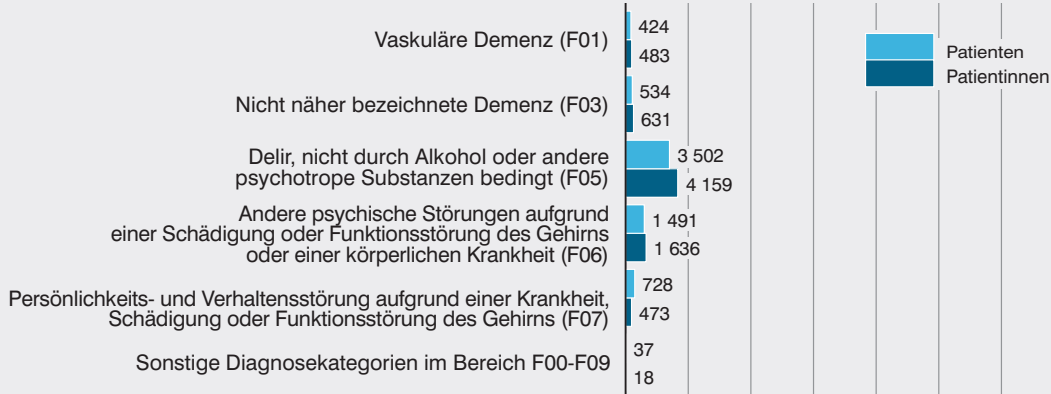 Vaskuläre Demenz (F01)
424
483
Patienten
Patientinnen
Nicht näher bezeichnete Demenz (F03)
534
631
Delir, nicht durch Alkohol oder andere
psychotrope Substanzen bedingt (F05)
3 502
4 159
Andere psychische Störungen aufgrund
einer Schädigung oder Funktionsstörung des Gehirns
oder einer körperlichen Krankheit (F06)
1 491
1 636
Persönlichkeits- und Verhaltensstörung aufgrund einer Krankheit,
Schädigung oder Funktionsstörung des Gehirns (F07)
728
473
Sonstige Diagnosekategorien im Bereich F00-F09
37
18